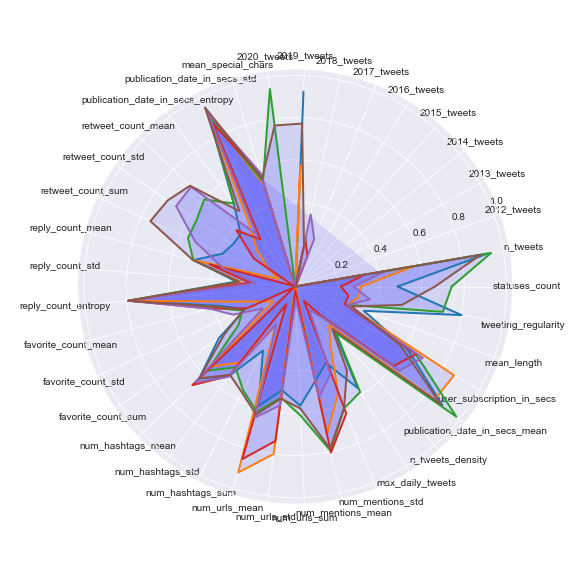 2019_tweets
2020_tweets
2018_tweets
mean_special_chars
2017_tweets
publication_date_in_secs_std
2016_tweets
publication_date_in_secs_entropy
2015_tweets
retweet_count_mean
2014_tweets
retweet_count_std
2013_tweets
retweet_count_sum
1.0
2012_tweets
0.8
reply_count_mean
0.6
n_tweets
0.4
reply_count_std
0.2
statuses_count
reply_count_entropy
tweeting_regularity
favorite_count_mean
mean_length
favorite_count_std
user_subscription_in_secs
favorite_count_sum
publication_date_in_secs_mean
num_hashtags_mean
n_tweets_density
num_hashtags_std
max_daily_tweets
num_hashtags_sum
num_mentions_std
num_urls_mean
num_mentions_mean
num_urls_std
num_urls_sum